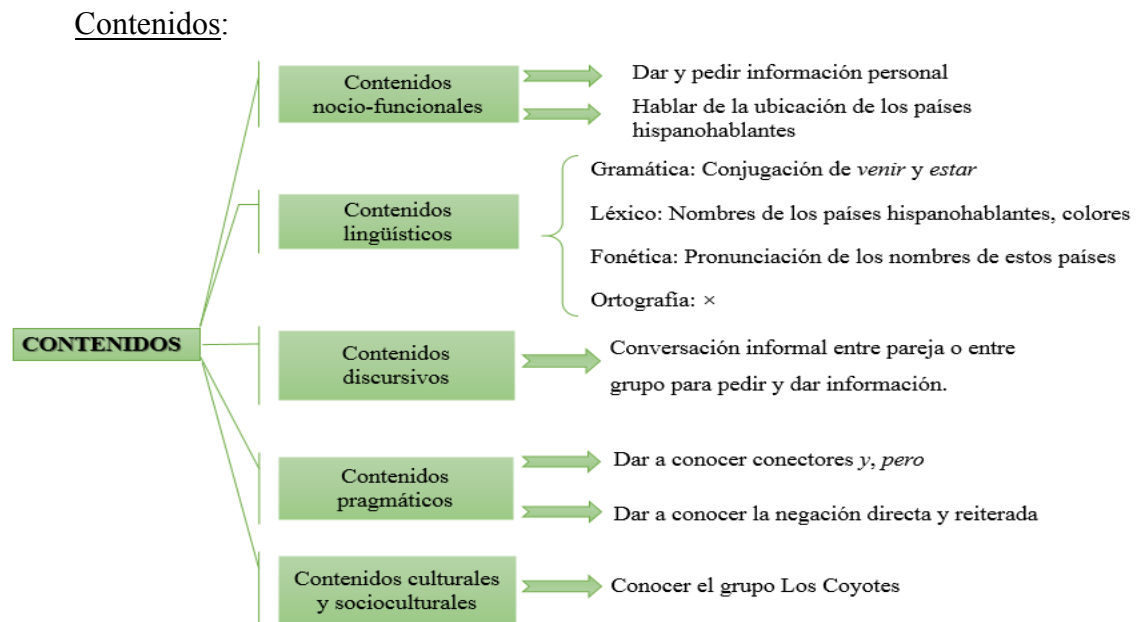 Contenidos:
Contenidos
nocio-funcionales
Dar y pedir información personal
Hablar de la ubicación de los países
hispanohablantes
Contenidos
lingüísticos
Gramática: Conjugación de venir y estar
Léxico: Nombres de los países hispanohablantes, colores
Fonética: Pronunciación de los nombres de estos países
Ortografía: ×
CONTENIDOS
Contenidos
discursivos
Conversación informal entre pareja o entre
grupo para pedir y dar información.
Contenidos
pragmáticos
Dar a conocer conectores y, pero
Dar a conocer la negación directa y reiterada
Contenidos culturales
y socioculturales
Conocer el grupo Los Coyotes